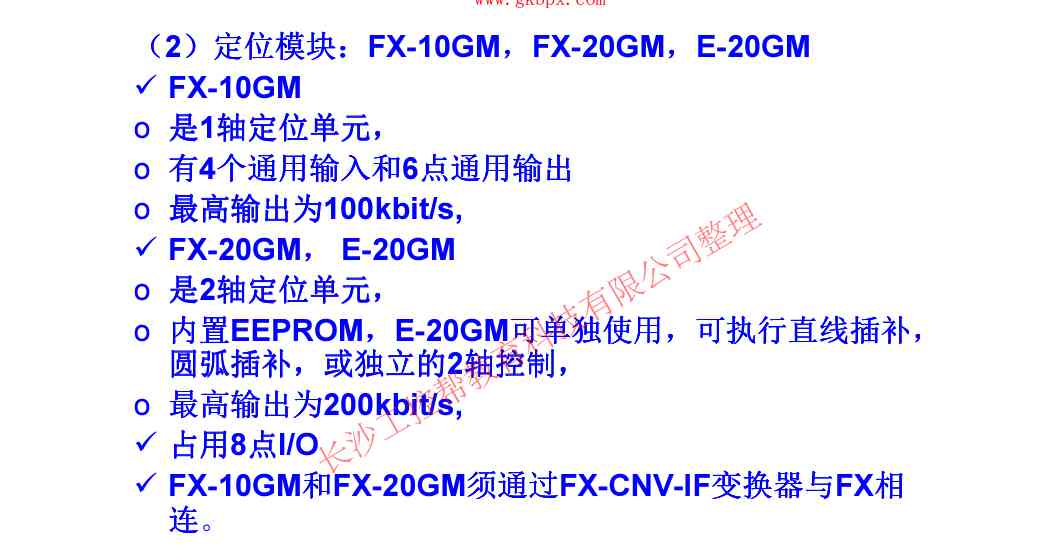 www.gkbpx.com
（2）定位模块：FX-10GM，FX-20GM，E-20GM
✓ FX-10GM
o 是1轴定位单元，
o 有4个通用输入和6点通用输出
o 最高输出为100kbit/s,
✓ FX-20GM， E-20GM
o 是2轴定位单元，
o 内置EEPROM，E-20GM可单独使用，可执行直线插补，
圆弧插补，或独立的2轴控制，
o 最高输出为200kbit/s,
✓ 占用8点I/O
✓ FX-10GM和FX-20GM须通过FX-CNV-IF变换器与FX相
连。
长沙工控帮教育科技有限公司整理